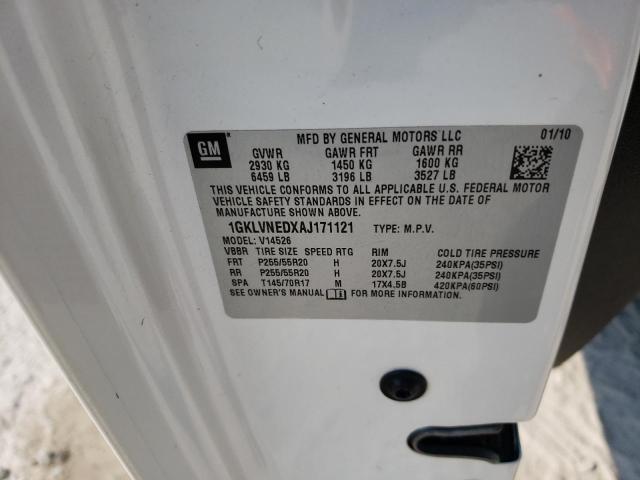 GM
MFD BY GENERAL MOTORS LLC 01/10
GVWR GAWR FRT GAWR RR
2930 KG 1450 KG 1600 KG
6459 LB 3196 LB 3527 LB
THIS VEHICLE CONFORMS TO ALL APPLICABLE U.S. FEDERAL MOTOR
VEHICLE SAFETY STANDARDS IN EFFECT ON THE DATE OF
MANUFACTURE SHOWN ABOVE.
1GKLVNEDXAJ171121 TYPE: M.P.V.
MODEL: V14526
VBBR TIRE SIZE SPEED RTG RIM COLD TIRE PRESSURE
FRT P255/55R20 H 20X7.5J 240KPA(35PSI)
RR P255/55R20 H 20X7.5J 240KPA(35PSI)
SPA T145/70R17 M 17X4.5B 420KPA(60PSI)
SEE OWNER'S MANUAL FOR MORE INFORMATION.